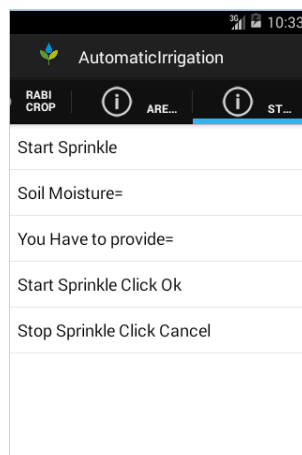 3G 10:33
AutomaticIrrigation
RABI CROP
ARE...
ST...
Start Sprinkle
Soil Moisture=
You Have to provide=
Start Sprinkle Click Ok
Stop Sprinkle Click Cancel